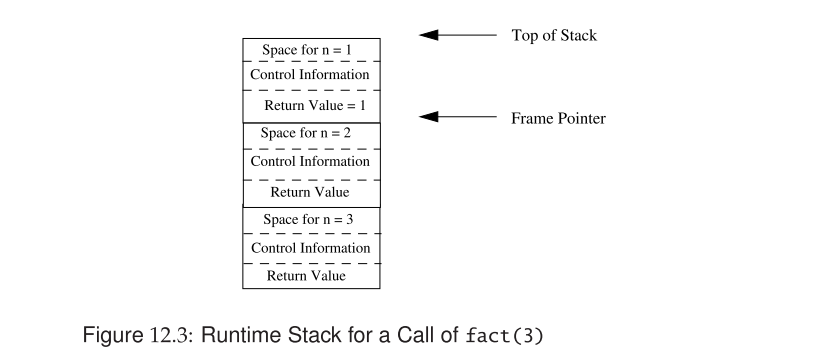 Top of Stack
Space for n = 1
Control Information
Return Value = 1
Frame Pointer
Space for n = 2
Control Information
Return Value
Space for n = 3
Control Information
Return Value
Figure 12.3: Runtime Stack for a Call of fact(3)